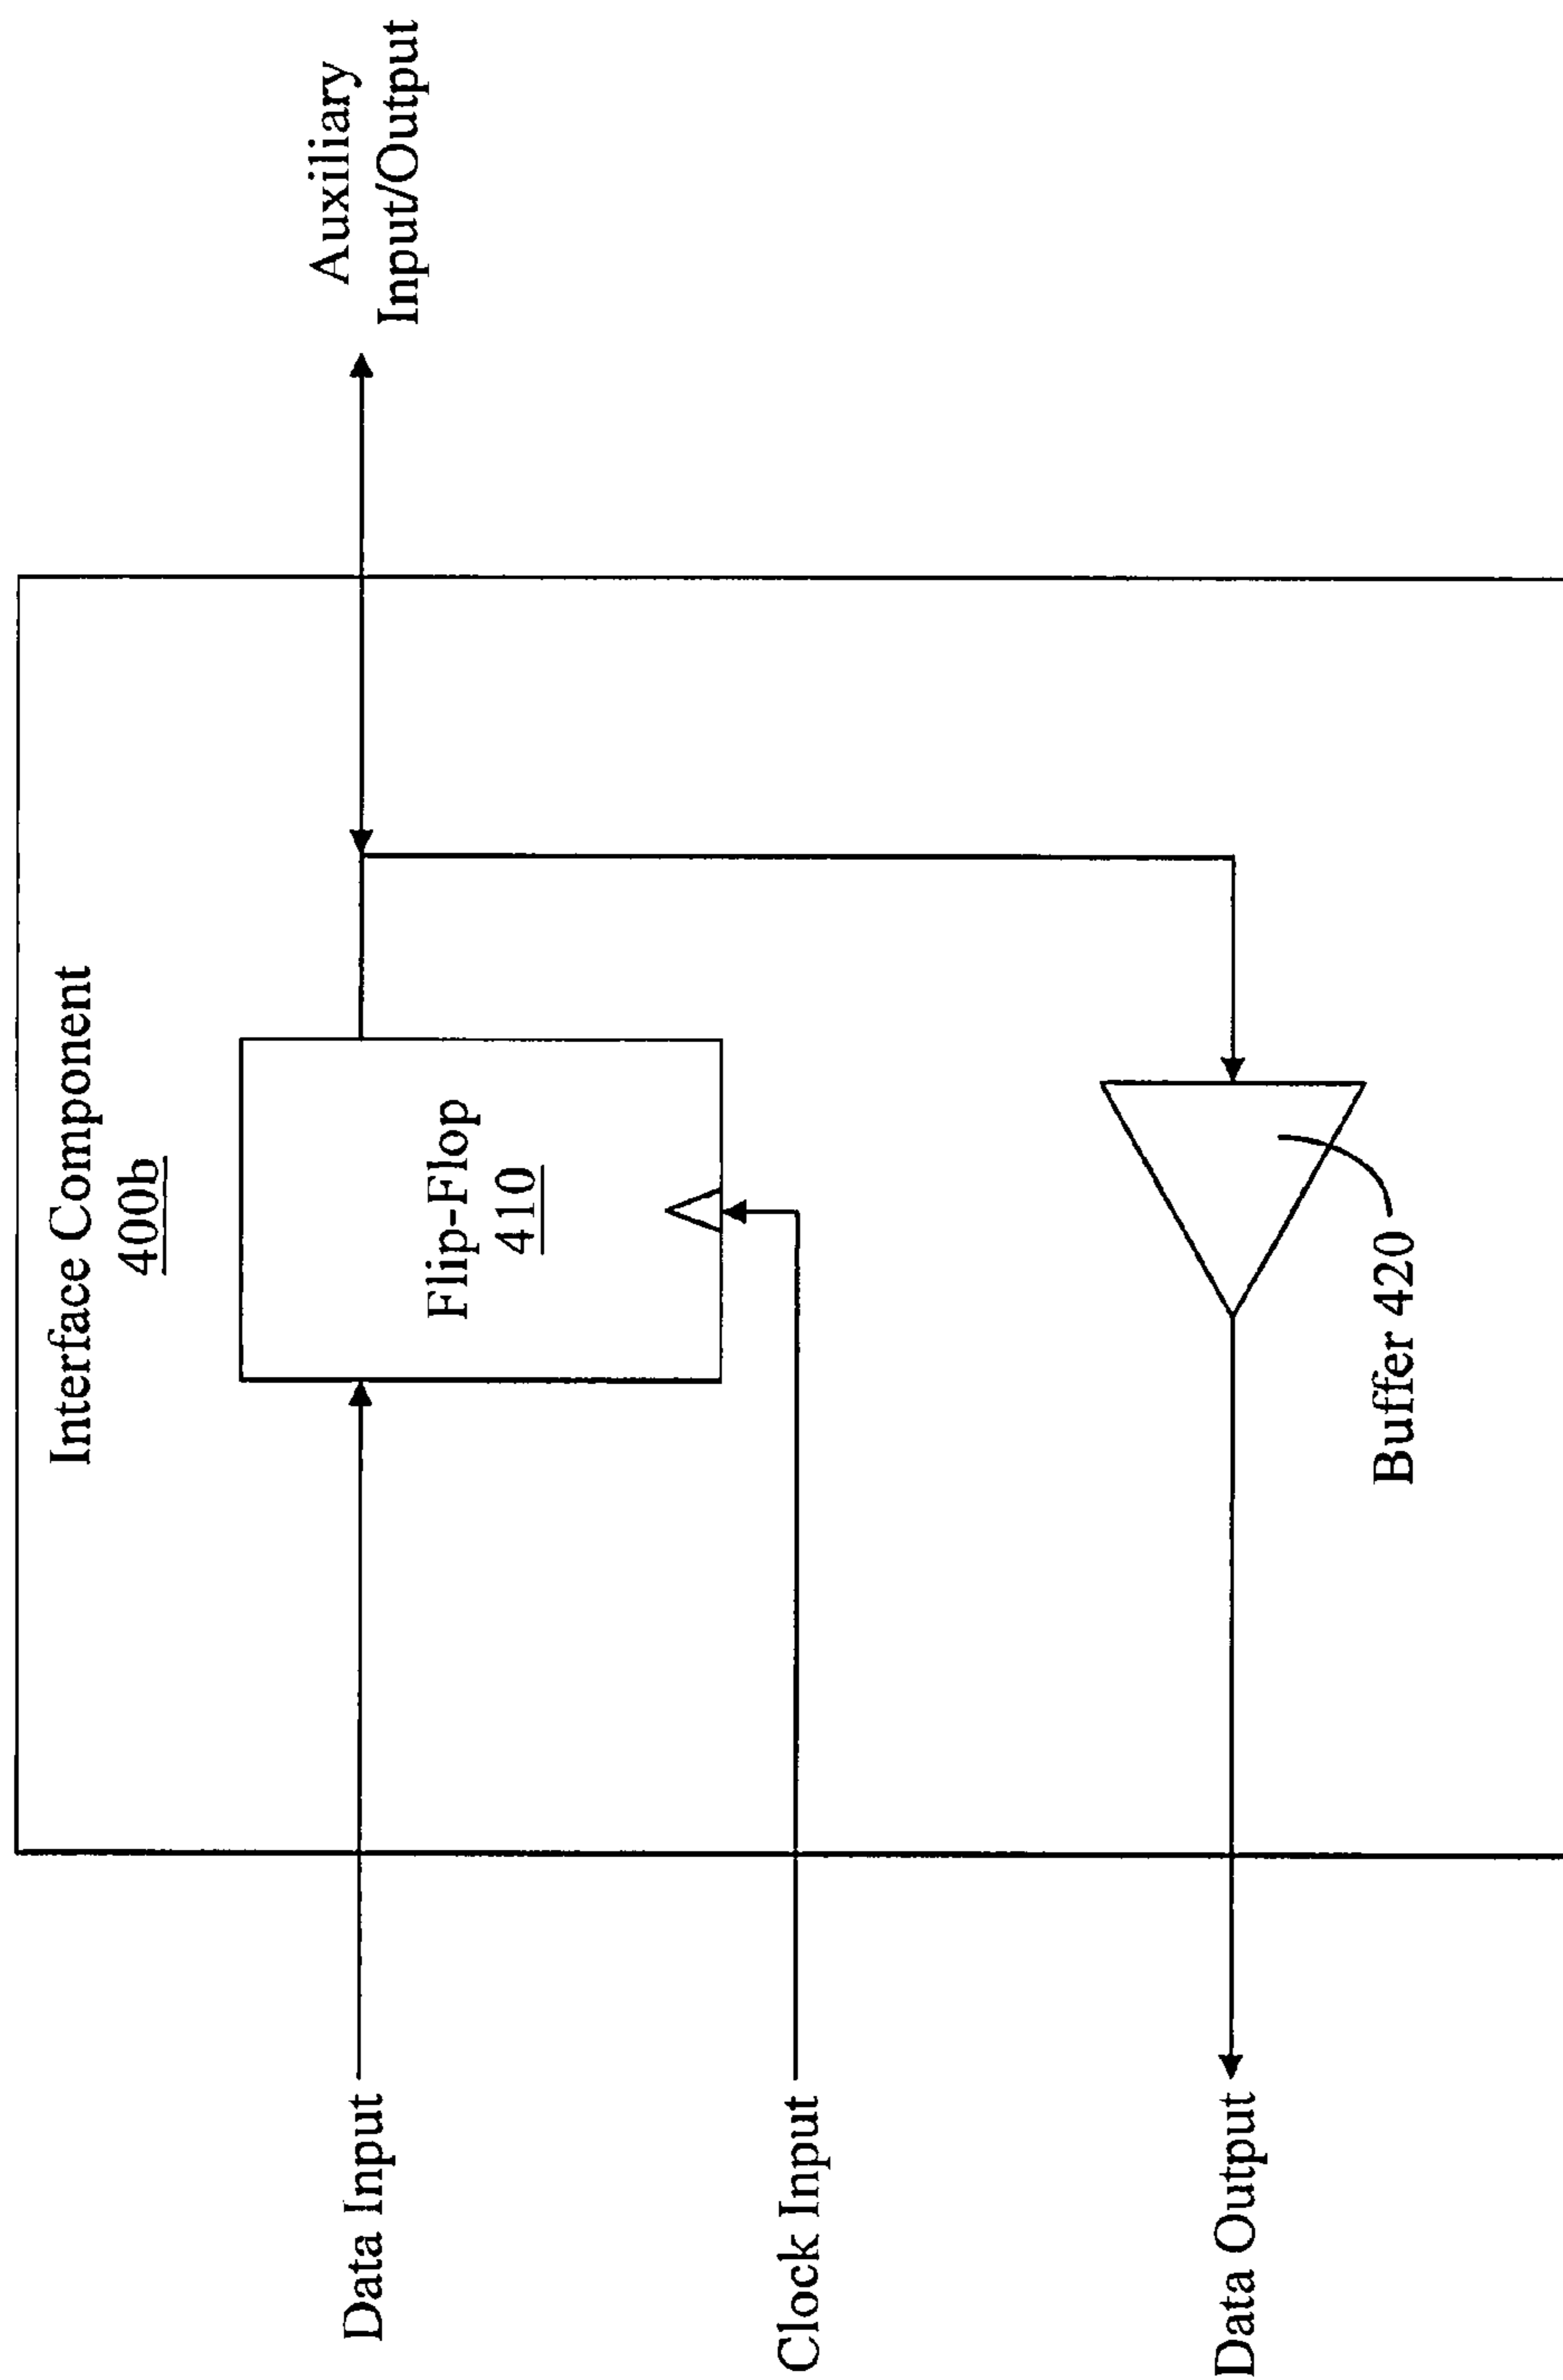 Interface Component
400b
Auxiliary
Input/Output
Data Input
Flip-Flop
410
Clock Input
Data Output
Buffer 420